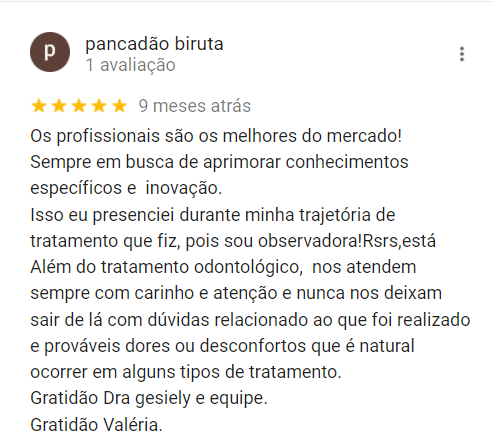 p
pancadão biruta
1 avaliação
9 meses atrás
Os profissionais são os melhores do mercado!
Sempre em busca de aprimorar conhecimentos
específicos e  inovação.
Isso eu presenciei durante minha trajetória de
tratamento que fiz, pois sou observadora!Rsrs,está
Além do tratamento odontológico,  nos atendem
sempre com carinho e atenção e nunca nos deixam
sair de lá com dúvidas relacionado ao que foi realizado
e prováveis dores ou desconfortos que é natural
ocorrer em alguns tipos de tratamento.
Gratidão Dra gesiely e equipe.
Gratidão Valéria.